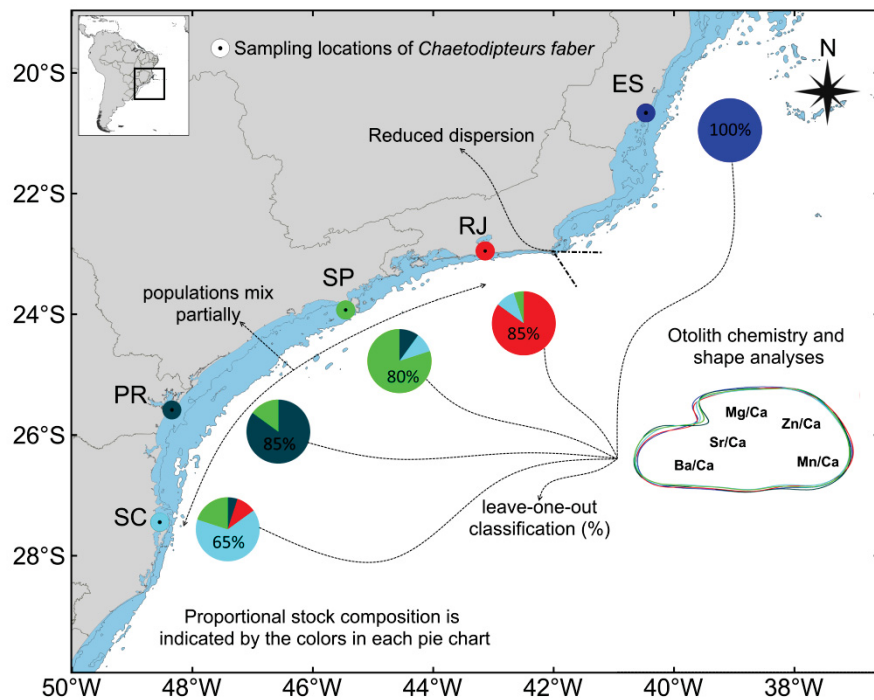 Sampling locations of Chaetodipteurs faber
N
20°S
22°S
24°S
26°S
28°S
ES
100%
Reduced dispersion
RJ
SP
populations mix
partially
85%
80%
Otolith chemistry and
shape analyses
PR
85%
Mg/Ca
Zn/Ca
Sr/Ca
Ba/Ca
Mn/Ca
SC
65%
leave-one-out
classification (%)
Proportional stock composition is
indicated by the colors in each pie chart
50°W
48°W
46°W
44°W
42°W
40°W
38°W